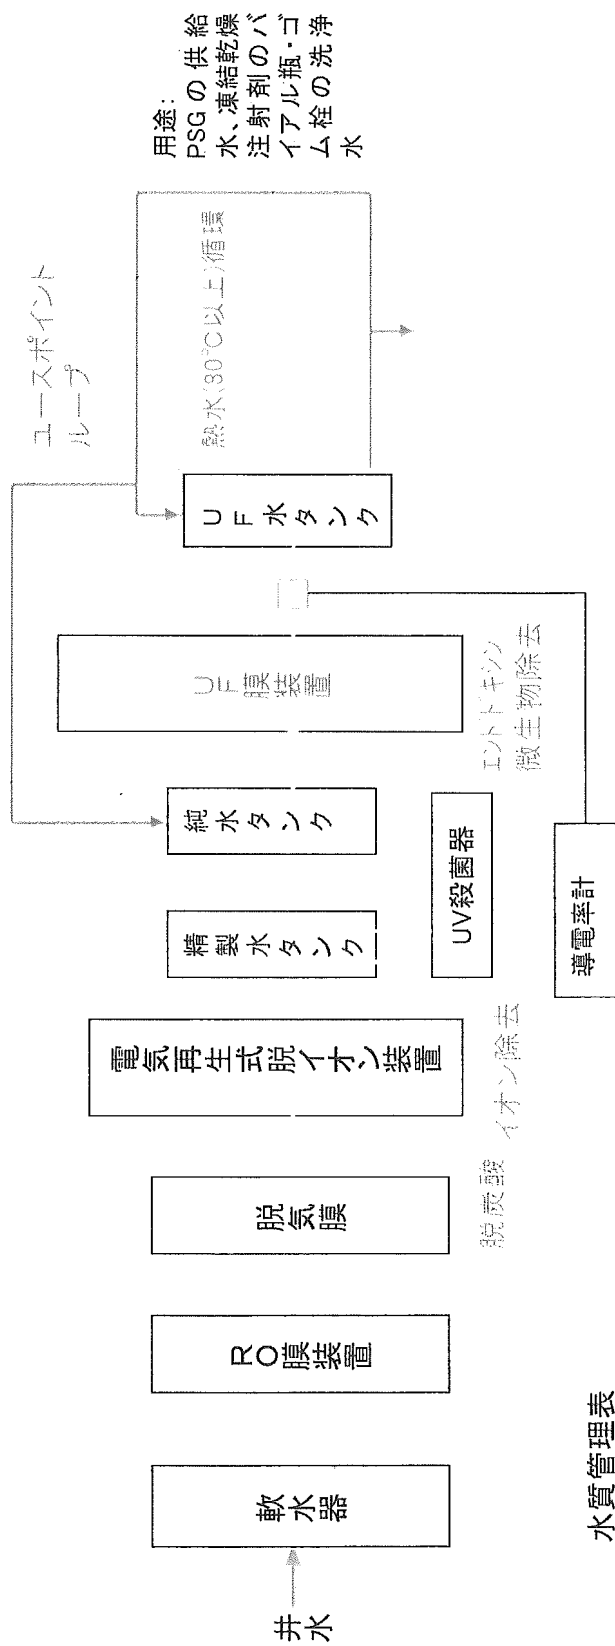 井水
軟水器
RO膜装置
脱気膜
脱炭酸
電気再生式脱イオン装置
イオン除去
精製水タンク
純水タンク
UV殺菌器
UF膜装置
エンドトキシン
微生物除去
導電率計
UF水タンク
ユースポイント
ループ
熱水(80℃以上)循環
用途:
PSGの供給
水、凍結乾燥
注射剤のバ
イアル瓶・ゴ
ム栓の洗浄
水
水質管理表